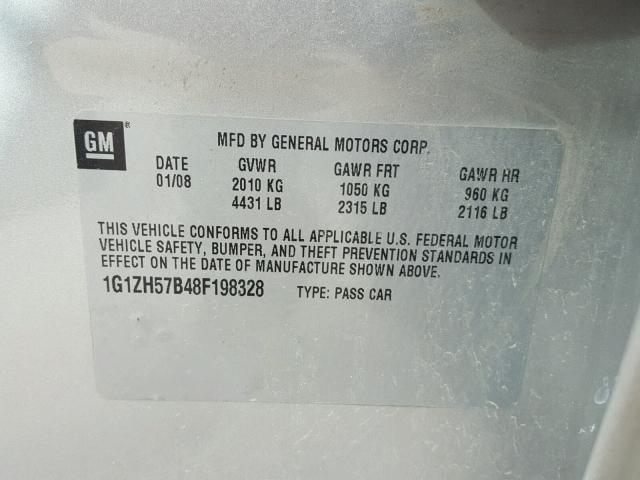 GM ®
MFD BY GENERAL MOTORS CORP.
DATE GVWR GAWR FRT GAWR RR
01/08 2010 KG 1050 KG 960 KG
4431 LB 2315 LB 2116 LB
THIS VEHICLE CONFORMS TO ALL APPLICABLE U.S. FEDERAL MOTOR
VEHICLE SAFETY, BUMPER, AND THEFT PREVENTION STANDARDS IN
EFFECT ON THE DATE OF MANUFACTURE SHOWN ABOVE.
1G1ZH57B48F198328 TYPE: PASS CAR